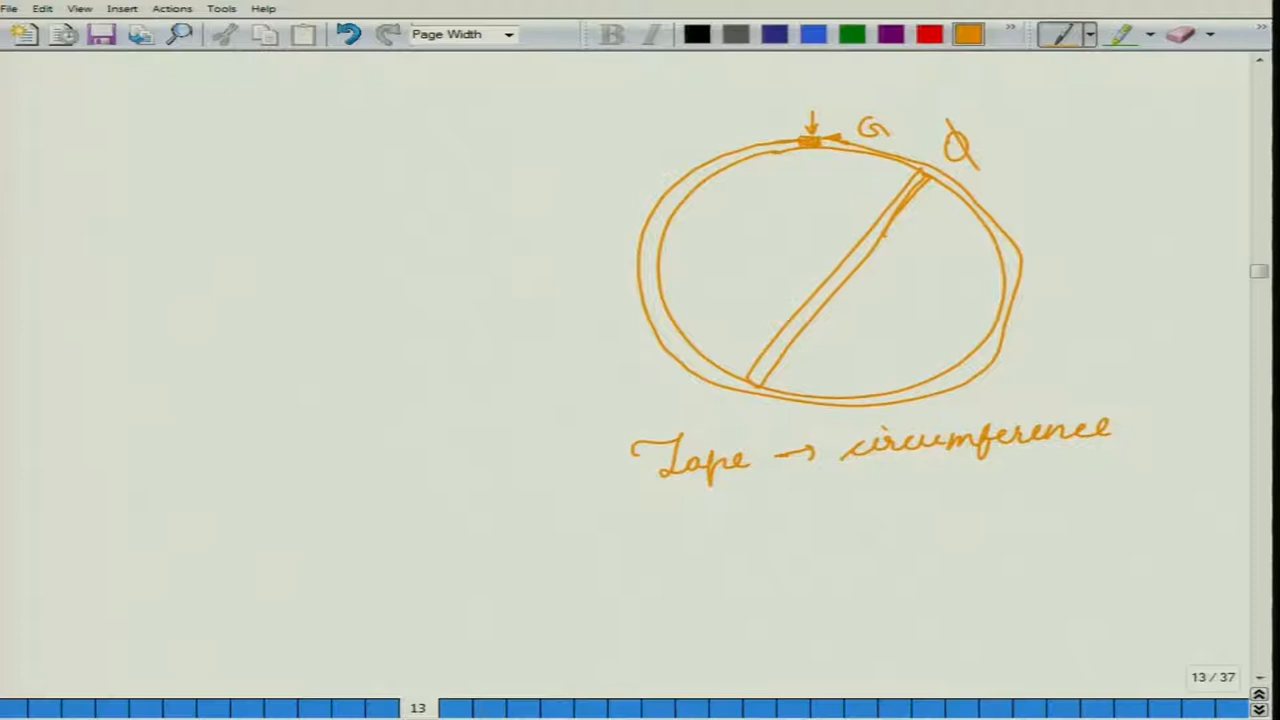 File Edit View Insert Actions Tools Help
Page Width B I
G
Tape → circumference
13 / 37
13